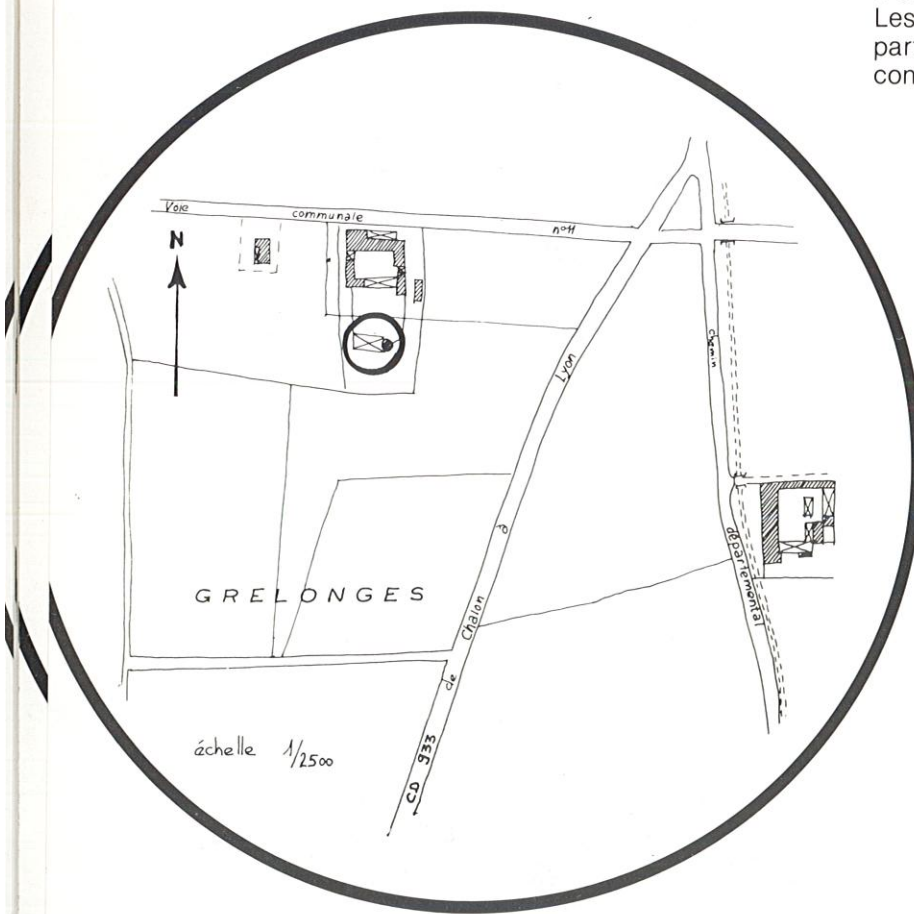 Les
par
con
Voie communale n°11
N
Lyon
à
Chalon
de
CD 933
chemin
départemental
GRELONGES
échelle 1/2500